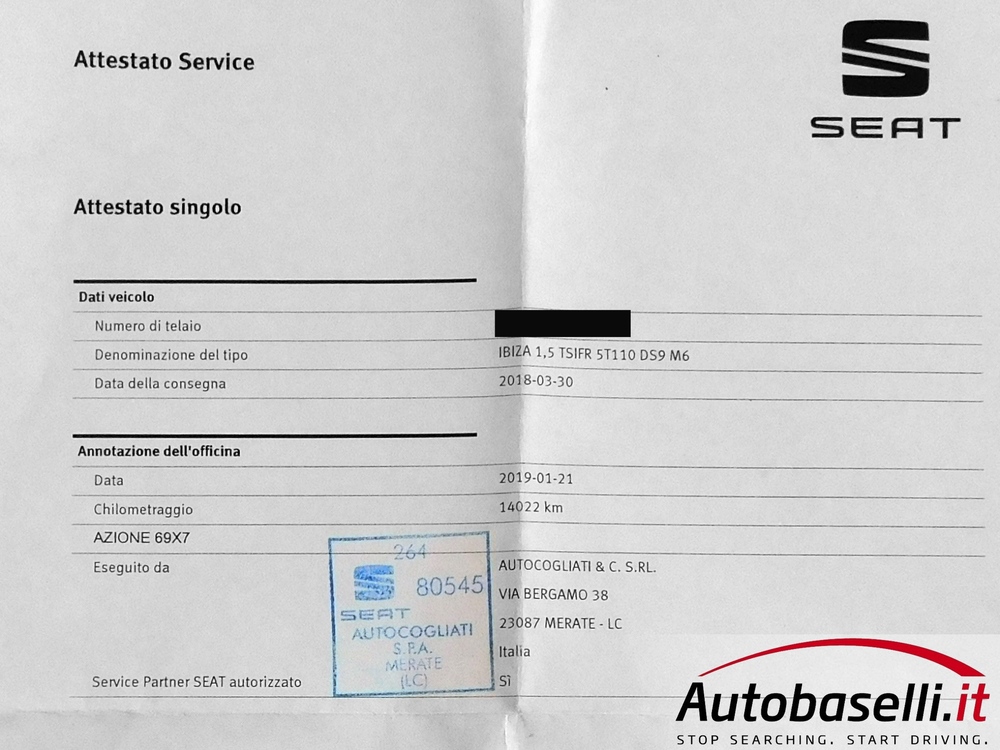 Attestato Service
SEAT
Attestato singolo
Dati veicolo
Numero di telaio
Denominazione del tipo IBIZA 1,5 TSIFR 5T110 DS9 M6
Data della consegna 2018-03-30
Annotazione dell'officina
Data 2019-01-21
Chilometraggio 14022 km
AZIONE 69X7
Eseguito da AUTOCOGLIATI & C. S.R.L.
VIA BERGAMO 38
23087 MERATE - LC
Italia
Service Partner SEAT autorizzato Sì
264
80545
SEAT
AUTOCOGLIATI
S.P.A.
MERATE
(LC)
Autobaselli.it
STOP SEARCHING. START DRIVING.